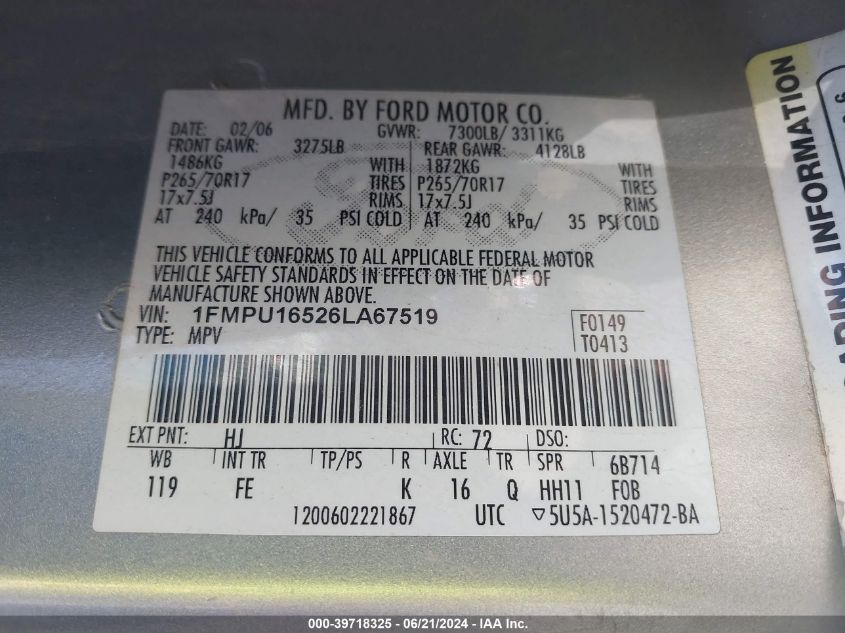 MFD. BY FORD MOTOR CO.
DATE: 02/06 GVWR: 7300LB/ 3311KG
FRONT GAWR: 3275LB REAR GAWR: 4128LB
1486KG WITH 1872KG WITH
P265/70R17 TIRES P265/70R17 TIRES
17x7.5J RIMS 17x7.5J RIMS
AT 240 kPa/ 35 PSI COLD AT 240 kPa/ 35 PSI COLD
THIS VEHICLE CONFORMS TO ALL APPLICABLE FEDERAL MOTOR
VEHICLE SAFETY STANDARDS IN EFFECT ON THE DATE OF
MANUFACTURE SHOWN ABOVE.
VIN: 1FMPU16526LA67519 F0149
TYPE: MPV T0413
EXT PNT: HJ RC: 72 DSO:
WB INT TR TP/PS R AXLE TR SPR 6B714
119 FE K 16 Q HH11 FOB
1200602221867 UTC ▽5U5A-1520472-BA
ADING INFORMATION
000-39718325 - 06/21/2024 - IAA Inc.